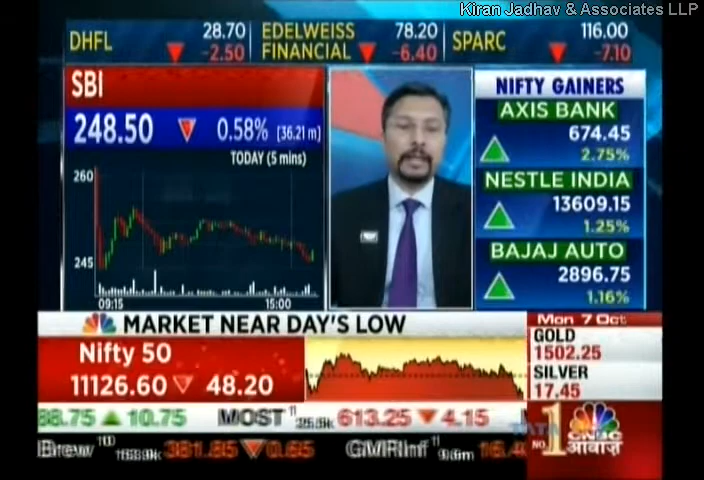 Kiran Jadhav & Associates LLP
DHFL 28.70 -2.50
EDELWEISS FINANCIAL 78.20 -6.40
SPARC 116.00 -7.10
SBI
248.50 0.58% [36.21 m]
TODAY (5 mins)
260
245
09:15 15:00
NIFTY GAINERS
AXIS BANK
674.45
2.75%
NESTLE INDIA
13609.15
1.25%
BAJAJ AUTO
2896.75
1.16%
MARKET NEAR DAY'S LOW
Nifty 50
11126.60 48.20
Mon 7 Oct
GOLD
1502.25
SILVER
17.45
88.75 10.75 MOST 613.25 4.15
Brew 381.85 0.65 GMRInf
NO. 1 CNBC
आवाज़